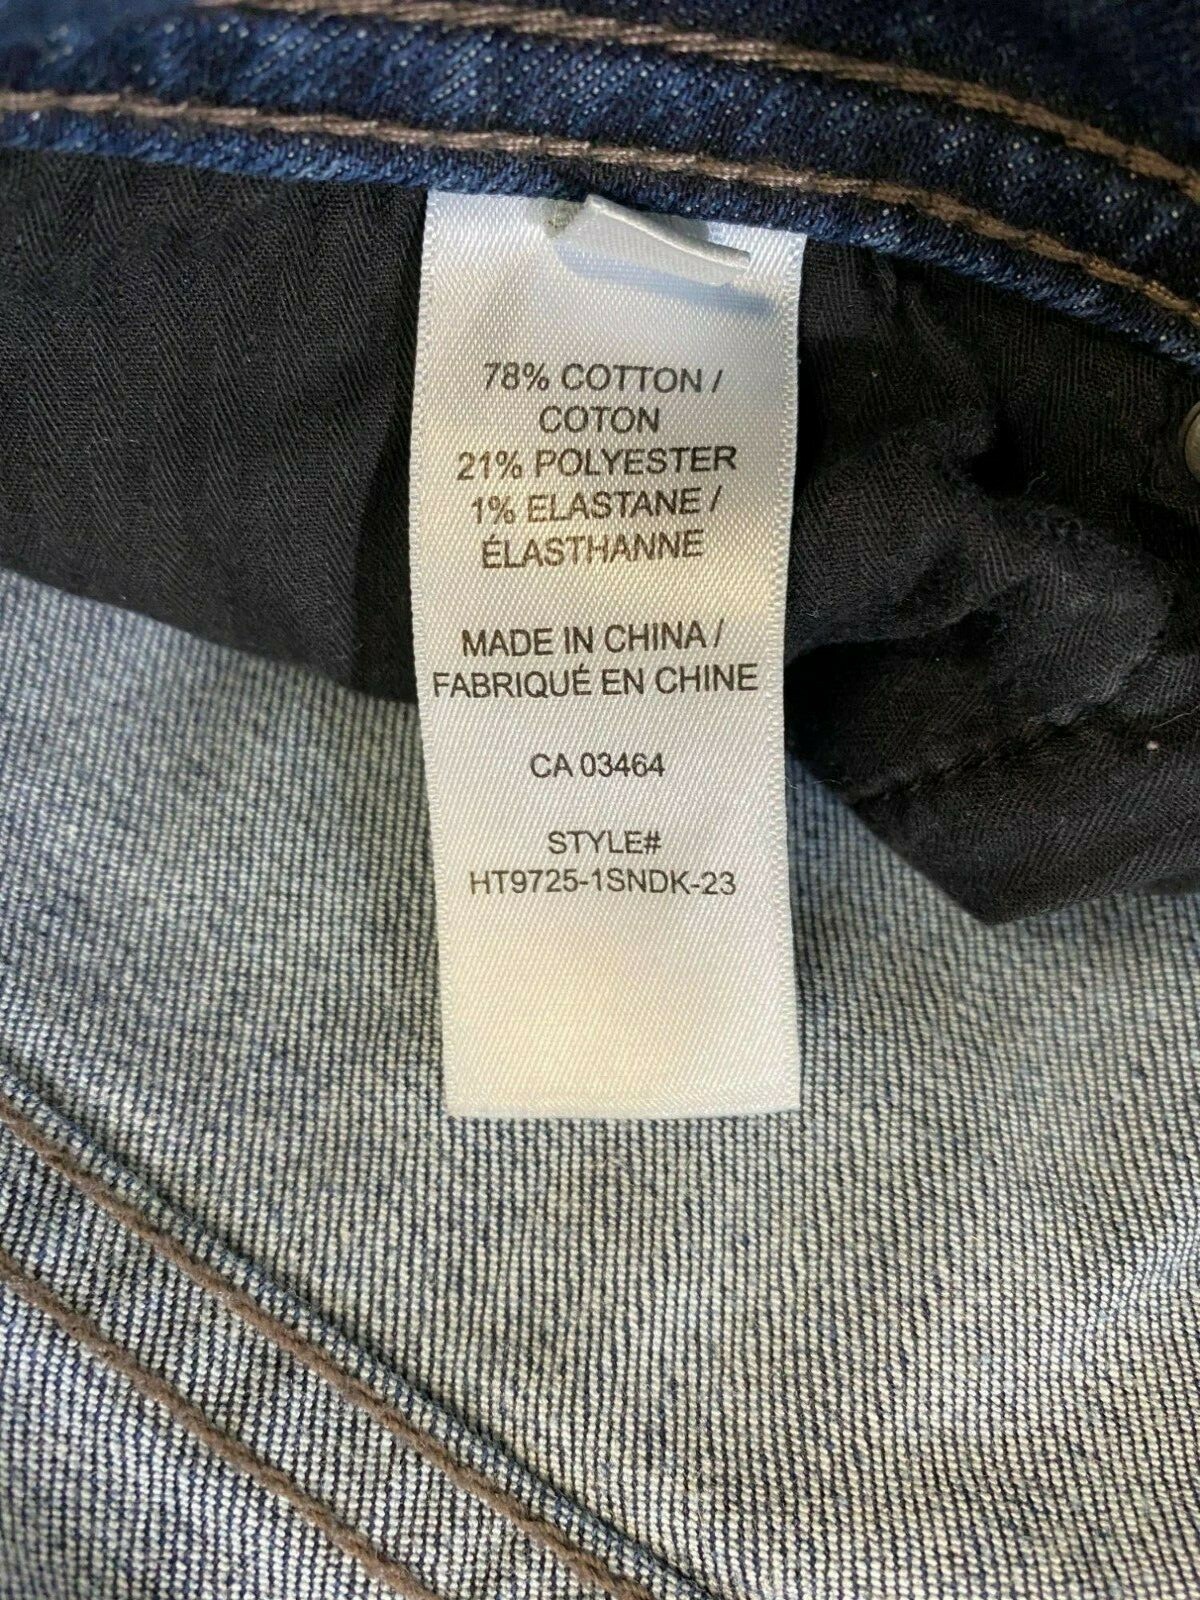 78% COTTON /
COTON
21% POLYESTER
1% ELASTANE /
ÉLASTHANNE
MADE IN CHINA /
FABRIQUÉ EN CHINE
CA 03464
STYLE#
HT9725-1SNDK-23